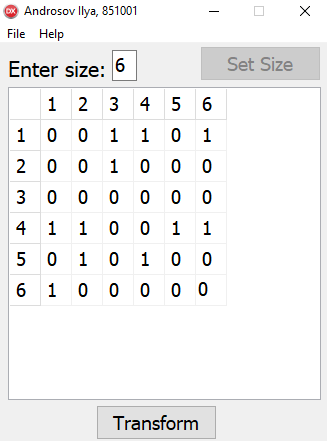 DX Androsov Ilya, 851001
File Help
Enter size: 6 Set Size
1 2 3 4 5 6
1 0 0 1 1 0 1
2 0 0 1 0 0 0
3 0 0 0 0 0 0
4 1 1 0 0 1 1
5 0 1 0 1 0 0
6 1 0 0 0 0 0
Transform